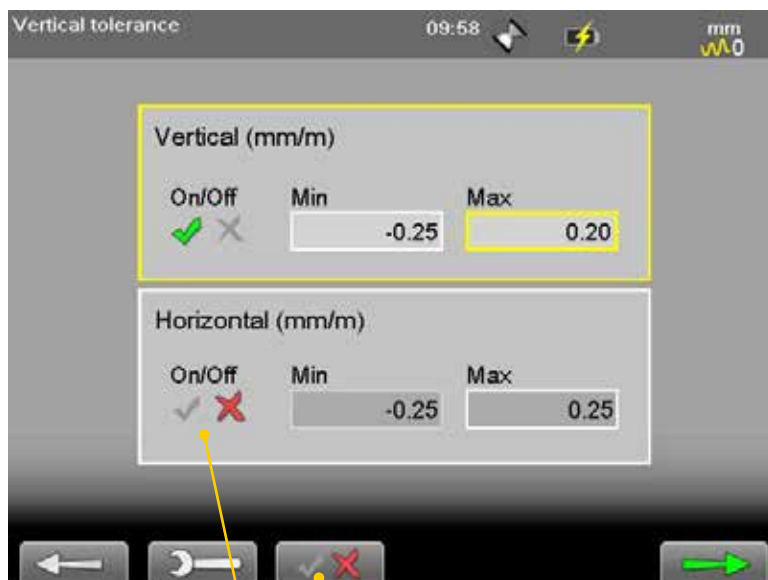 Vertical tolerance 09:58 mm
0
Vertical (mm/m)
On/Off Min Max
-0.25 0.20
Horizontal (mm/m)
On/Off Min Max
-0.25 0.25